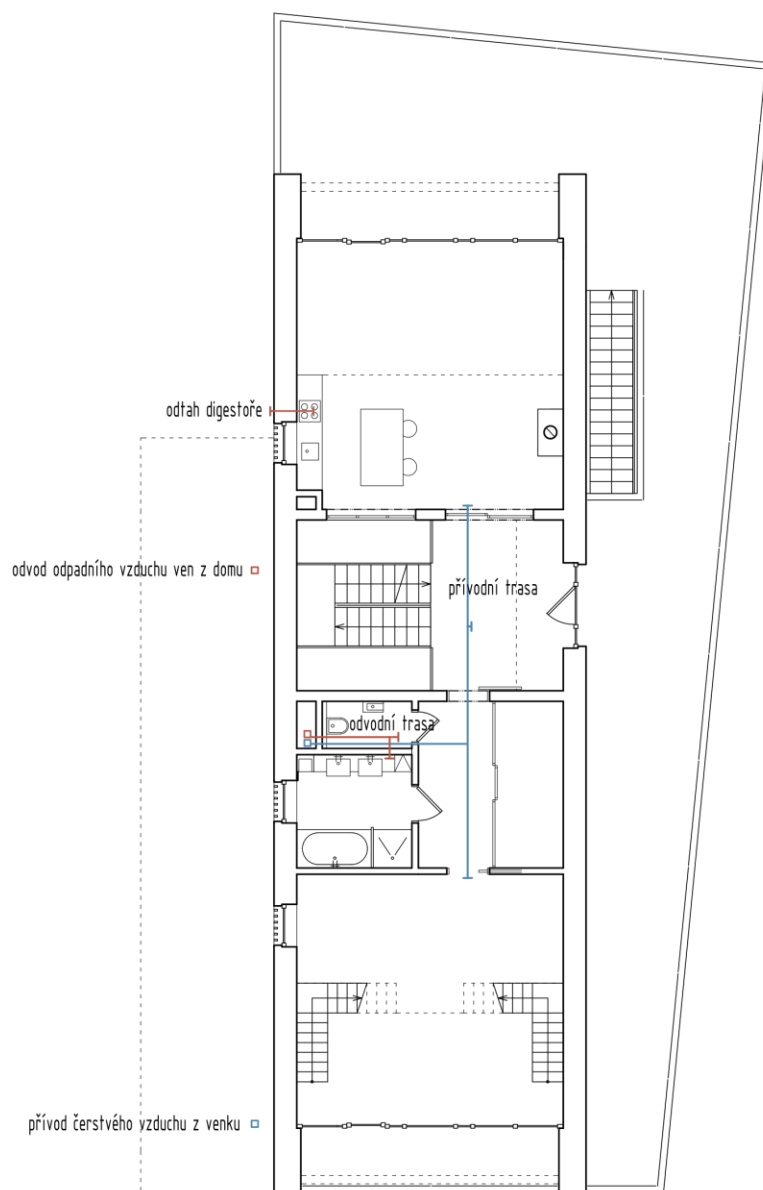 odtah digestoře
odvod odpadního vzduchu ven z domu
přívodní trasa
odvodní trasa
přívod čerstvého vzduchu z venku